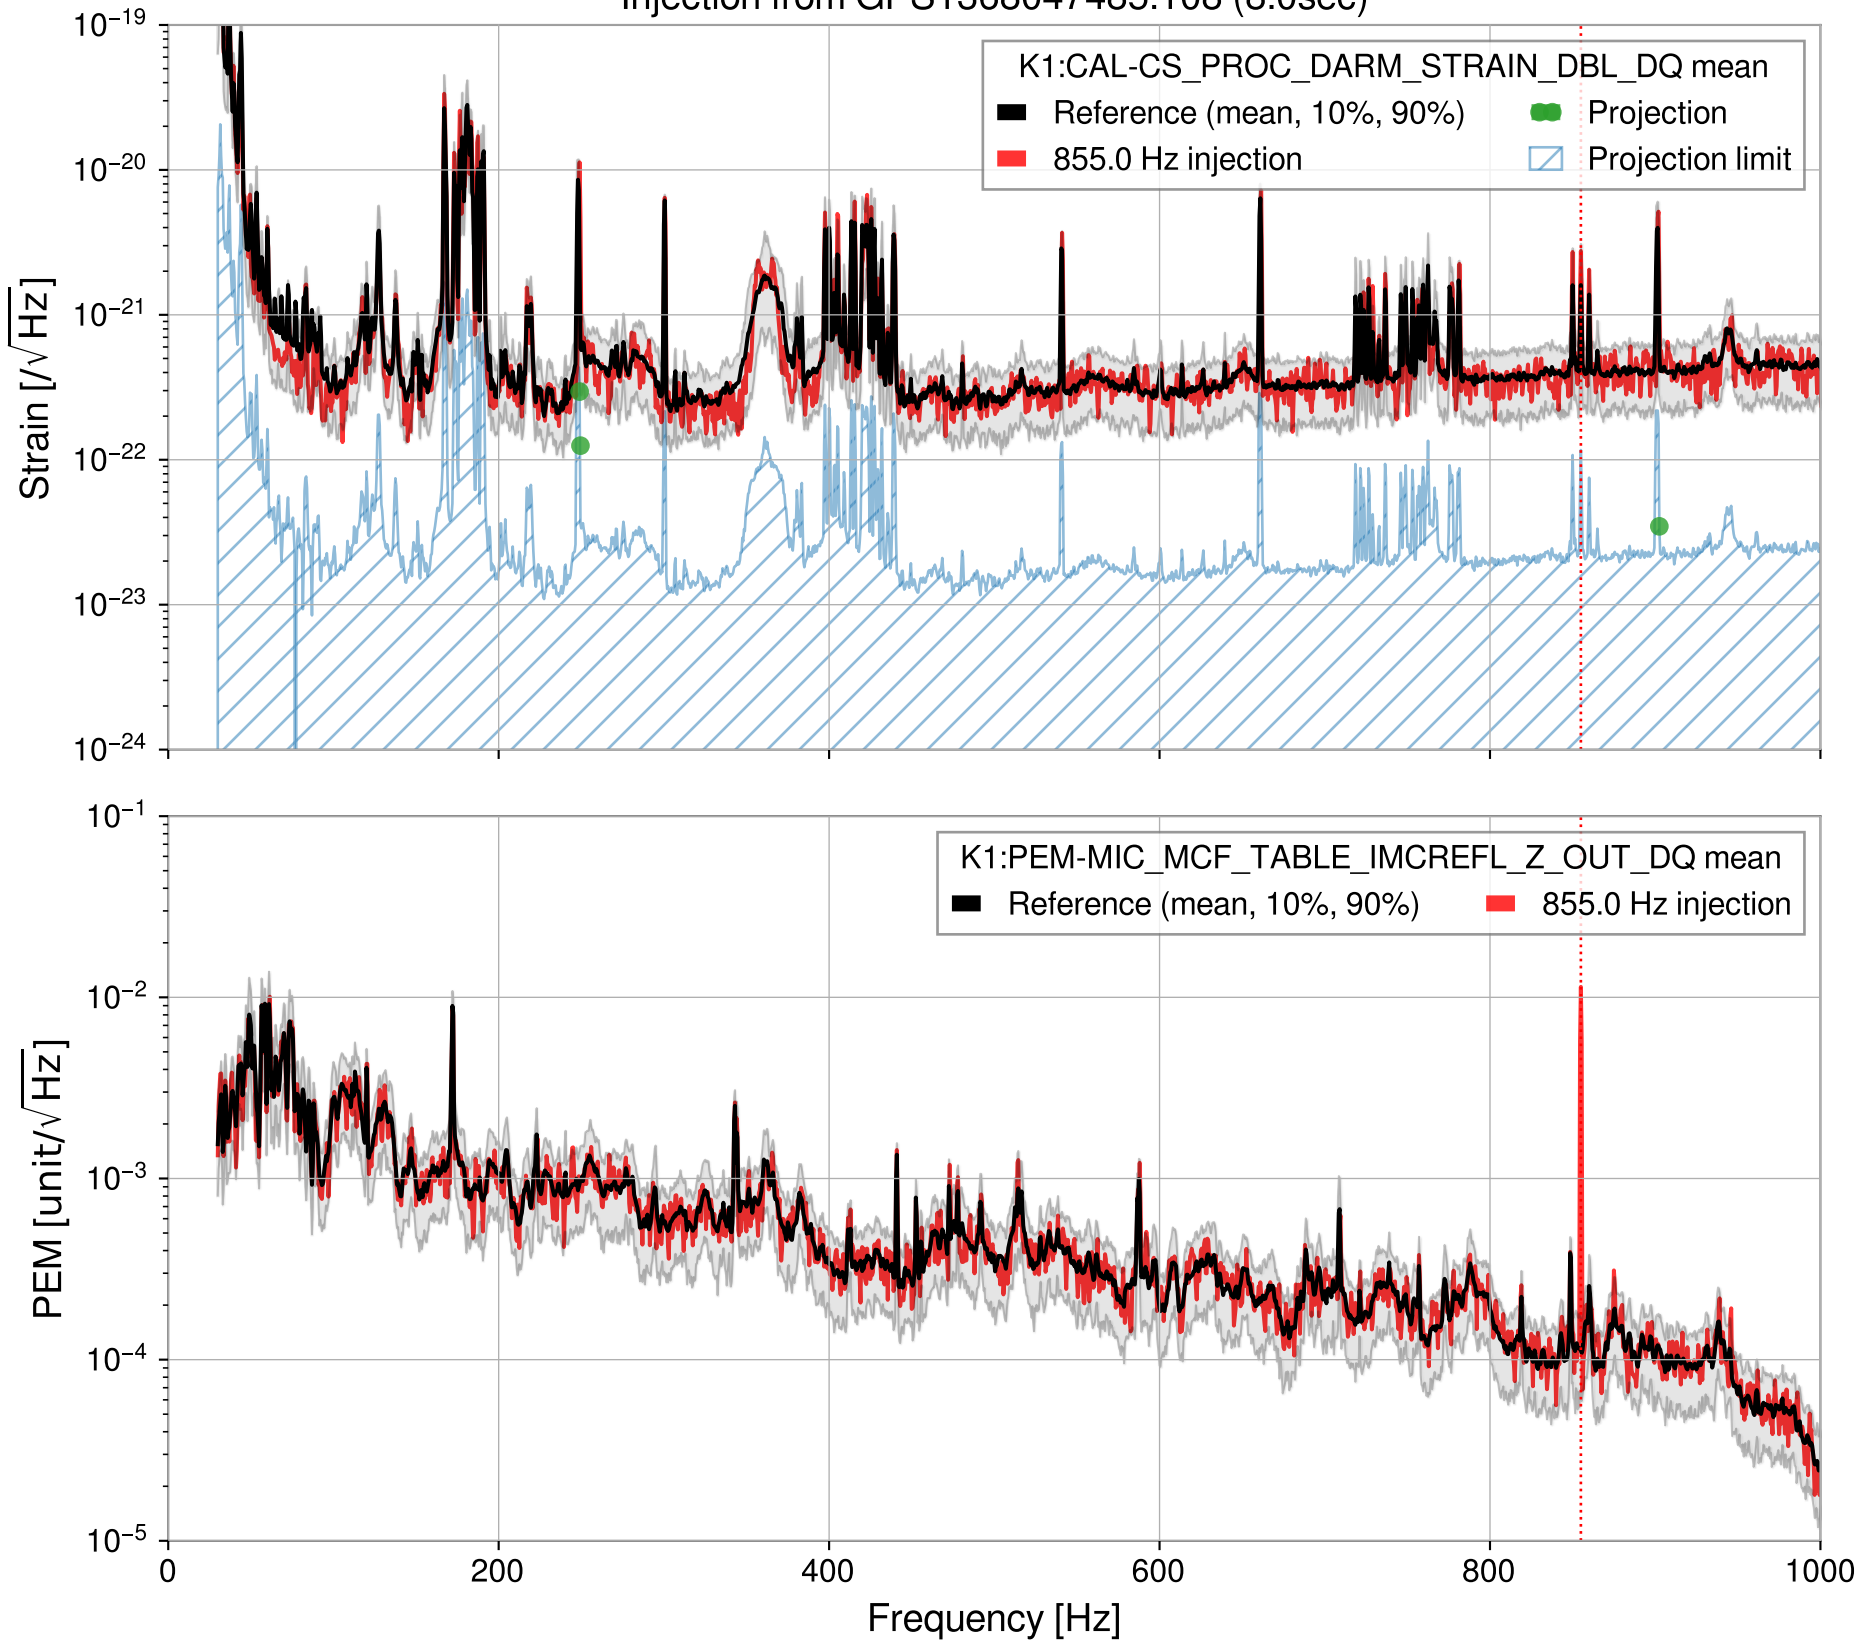 10⁻¹⁹
K1:CAL-CS_PROC_DARM_STRAIN_DBL_DQ mean
Reference (mean, 10%, 90%)
Projection
855.0 Hz injection
Projection limit
10⁻²⁰
10⁻²¹
10⁻²²
10⁻²³
10⁻²⁴
Strain [/√Hz]
10⁻¹
K1:PEM-MIC_MCF_TABLE_IMCREFL_Z_OUT_DQ mean
Reference (mean, 10%, 90%)
855.0 Hz injection
10⁻²
10⁻³
10⁻⁴
10⁻⁵
PEM [unit/√Hz]
0
200
400
600
800
1000
Frequency [Hz]